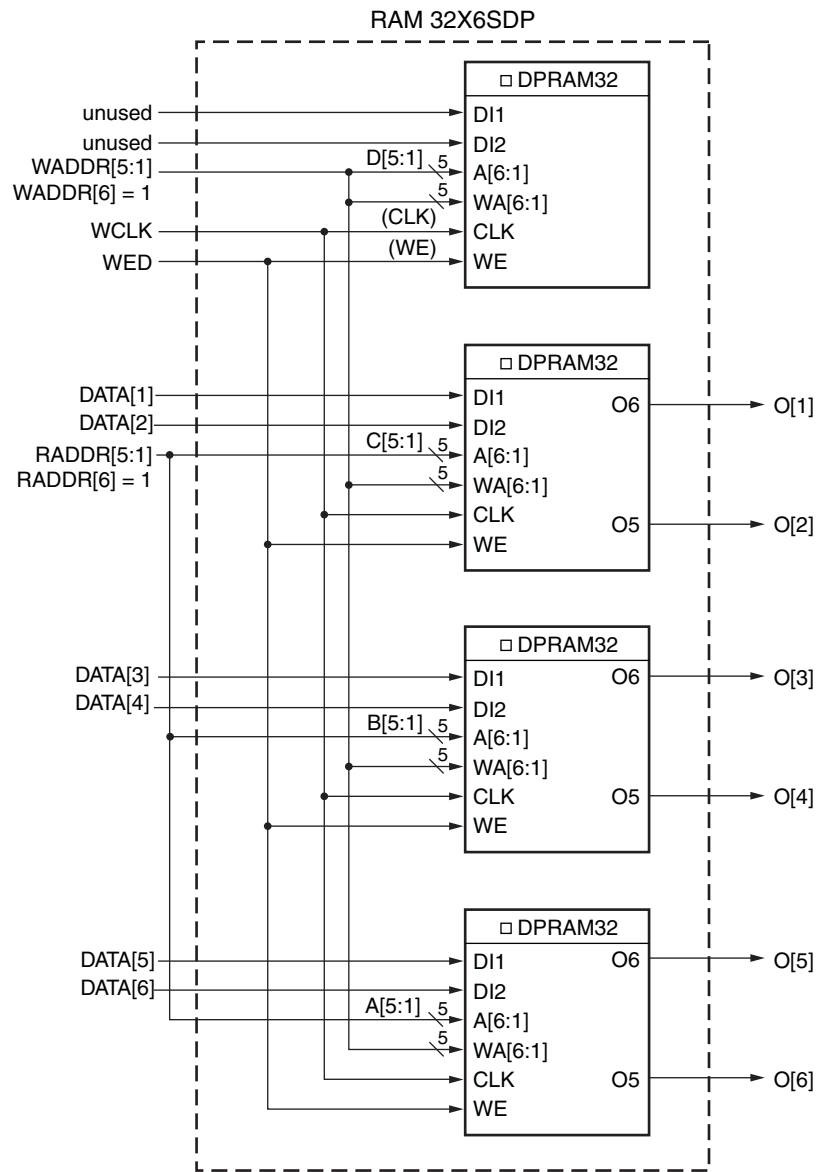 RAM 32X6SDP
DPRAM32
unused
DI1
unused
DI2
WADDR[5:1]
D[5:1]
5
A[6:1]
WADDR[6] = 1
5
WA[6:1]
WCLK
(CLK)
CLK
WED
(WE)
WE
DPRAM32
DATA[1]
DI1
O6
O[1]
DATA[2]
DI2
RADDR[5:1]
C[5:1]
5
A[6:1]
RADDR[6] = 1
5
WA[6:1]
CLK
O5
O[2]
WE
DPRAM32
DATA[3]
DI1
O6
O[3]
DATA[4]
DI2
B[5:1]
5
A[6:1]
5
WA[6:1]
CLK
O5
O[4]
WE
DPRAM32
DATA[5]
DI1
O6
O[5]
DATA[6]
DI2
A[5:1]
5
A[6:1]
5
WA[6:1]
CLK
O5
O[6]
WE